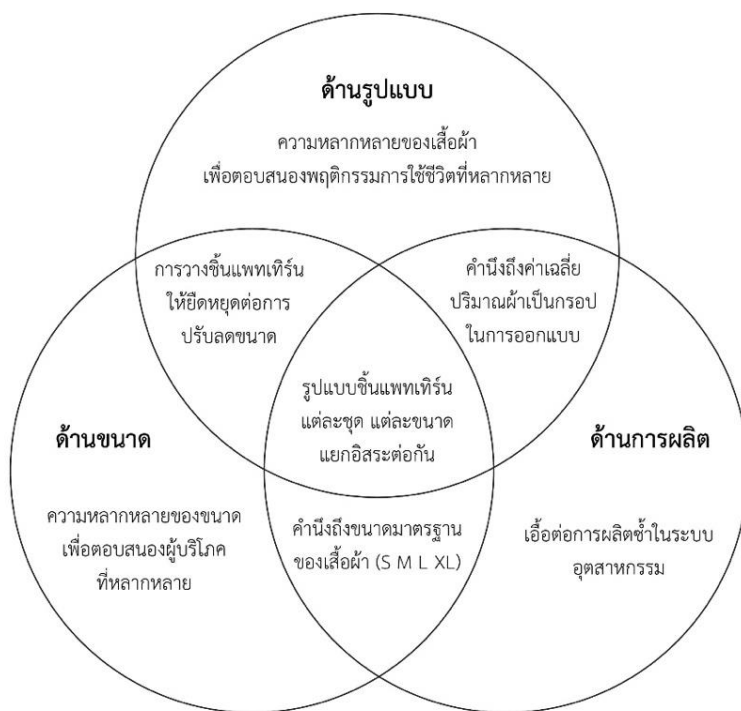 ด้านรูปแบบ
ความหลากหลายของเสื้อผ้า
เพื่อตอบสนองพฤติกรรมการใช้ชีวิตที่หลากหลาย
การวางชิ้นแพทเทิร์น
ให้ยืดหยุดต่อการ
ปรับลดขนาด
คำนึงถึงค่าเฉลี่ย
ปริมาณผ้าเป็นกรอป
ในการออกแบบ
รูปแบบชิ้นแพทเทิร์น
แต่ละชุด แต่ละขนาด
แยกอิสระต่อกัน
ด้านขนาด
ความหลากหลายของขนาด
เพื่อตอบสนองผู้บริโภค
ที่หลากหลาย
คำนึงถึงขนาดมาตรฐาน
ของเสื้อผ้า (S M L XL)
ด้านการผลิต
เอื้อต่อการผลิตซ้ำในระบบ
อุตสาหกรรม